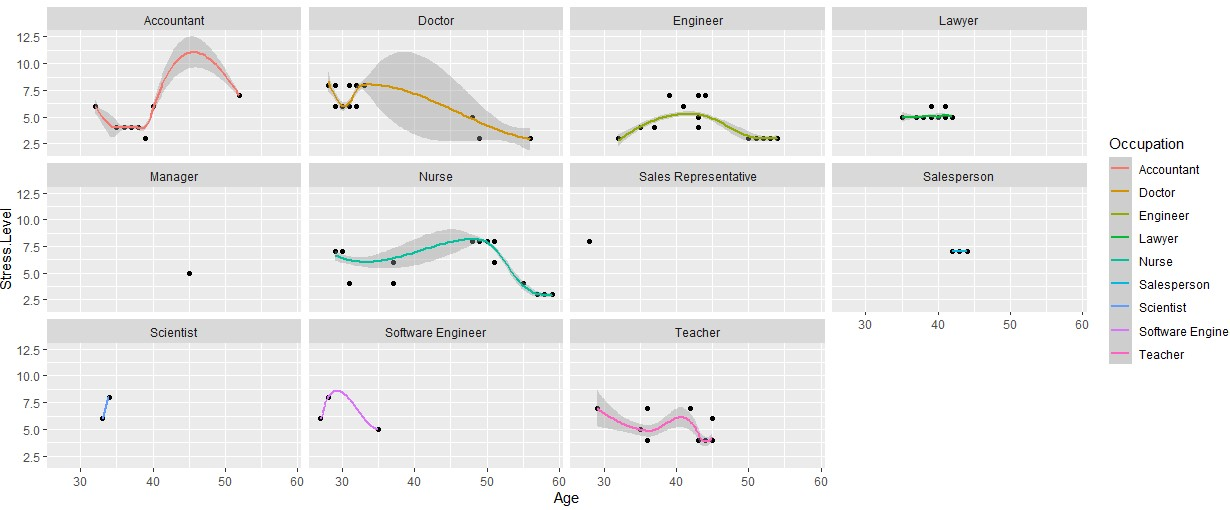 Accountant Doctor Engineer Lawyer
12.5
10.0
7.5
5.0
2.5
Manager Nurse Sales Representative Salesperson
12.5
10.0
7.5
5.0
2.5
30 40 50 60
Scientist Software Engineer Teacher
12.5
10.0
7.5
5.0
2.5
30 40 50 60 30 40 50 60 30 40 50 60
Age
Stress.Level
Occupation
Accountant
Doctor
Engineer
Lawyer
Nurse
Salesperson
Scientist
Software Engine
Teacher